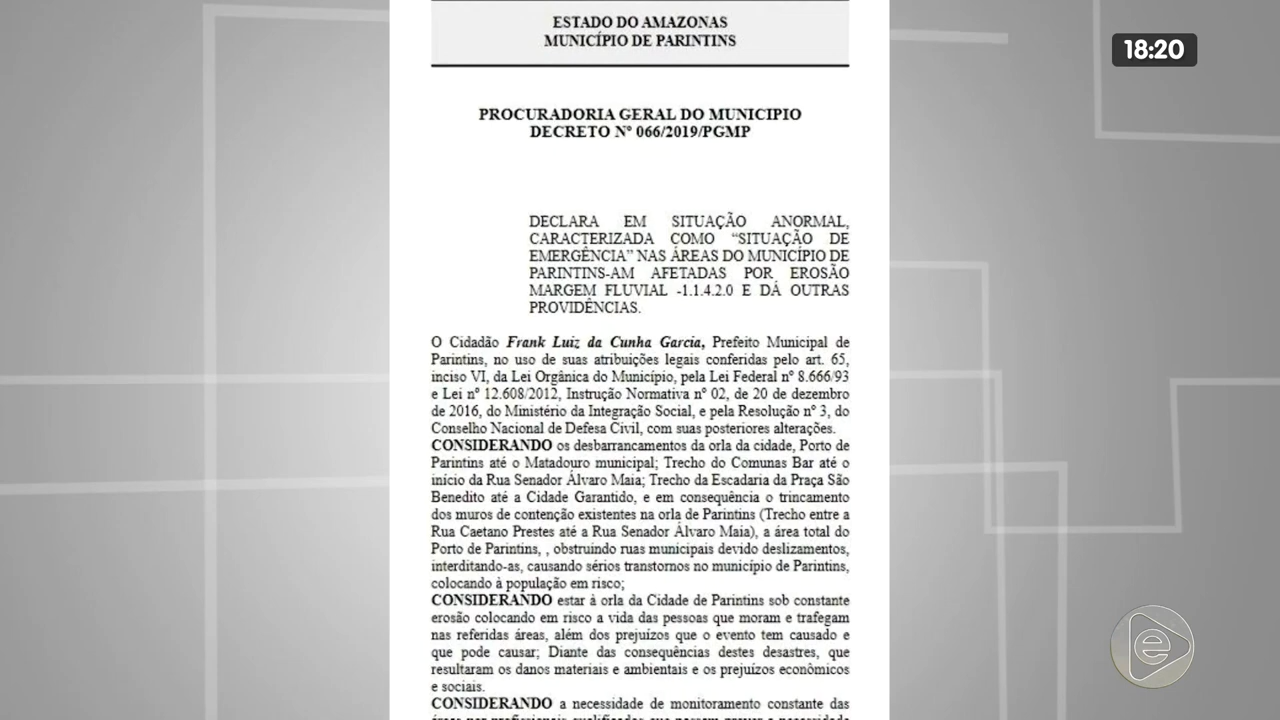 ESTADO DO AMAZONAS
MUNICÍPIO DE PARINTINS
18:20
PROCURADORIA GERAL DO MUNICIPIO
DECRETO Nº 066/2019/PGMP
DECLARA EM SITUAÇÃO ANORMAL,
CARACTERIZADA COMO “SITUAÇÃO DE
EMERGÊNCIA” NAS ÁREAS DO MUNICÍPIO DE
PARINTINS-AM AFETADAS POR EROSÃO
MARGEM FLUVIAL -1.1.4.2.0 E DÁ OUTRAS
PROVIDÊNCIAS.
O Cidadão Frank Luiz da Cunha Garcia, Prefeito Municipal de
Parintins, no uso de suas atribuições legais conferidas pelo art. 65,
inciso VI, da Lei Orgânica do Município, pela Lei Federal nº 8.666/93
e Lei nº 12.608/2012, Instrução Normativa nº 02, de 20 de dezembro
de 2016, do Ministério da Integração Social, e pela Resolução nº 3, do
Conselho Nacional de Defesa Civil, com suas posteriores alterações.
CONSIDERANDO os desbarrancamentos da orla da cidade, Porto de
Parintins até o Matadouro municipal; Trecho do Comunas Bar até o
início da Rua Senador Álvaro Maia; Trecho da Escadaria da Praça São
Benedito até a Cidade Garantido, e em consequência o trincamento
dos muros de contenção existentes na orla de Parintins (Trecho entre a
Rua Caetano Prestes até a Rua Senador Álvaro Maia), a área total do
Porto de Parintins, , obstruindo ruas municipais devido deslizamentos,
interditando-as, causando sérios transtornos no município de Parintins,
colocando à população em risco;
CONSIDERANDO estar à orla da Cidade de Parintins sob constante
erosão colocando em risco a vida das pessoas que moram e trafegam
nas referidas áreas, além dos prejuízos que o evento tem causado e
que pode causar; Diante das consequências destes desastres, que
resultaram os danos materiais e ambientais e os prejuízos econômicos
e sociais.
CONSIDERANDO a necessidade de monitoramento constante das